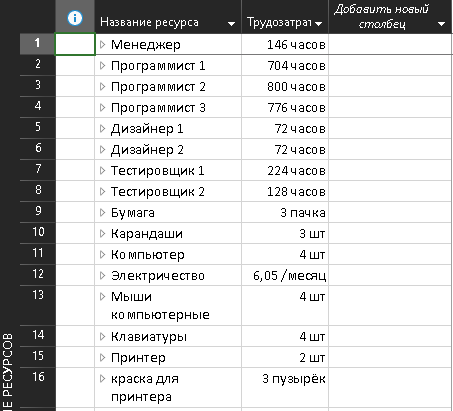 Название ресурса Трудозатрат Добавить новый
столбец
1 Менеджер 146 часов
2 Программист 1 704 часов
3 Программист 2 800 часов
4 Программист 3 776 часов
5 Дизайнер 1 72 часов
6 Дизайнер 2 72 часов
7 Тестировщик 1 224 часов
8 Тестировщик 2 128 часов
9 Бумага 3 пачка
10 Карандаши 3 шт
11 Компьютер 4 шт
12 Электричество 6,05 /месяц
13 Мыши 4 шт
компьютерные
14 Клавиатуры 4 шт
15 Принтер 2 шт
16 краска для 3 пузырёк
принтера
Е РЕСУРСОВ